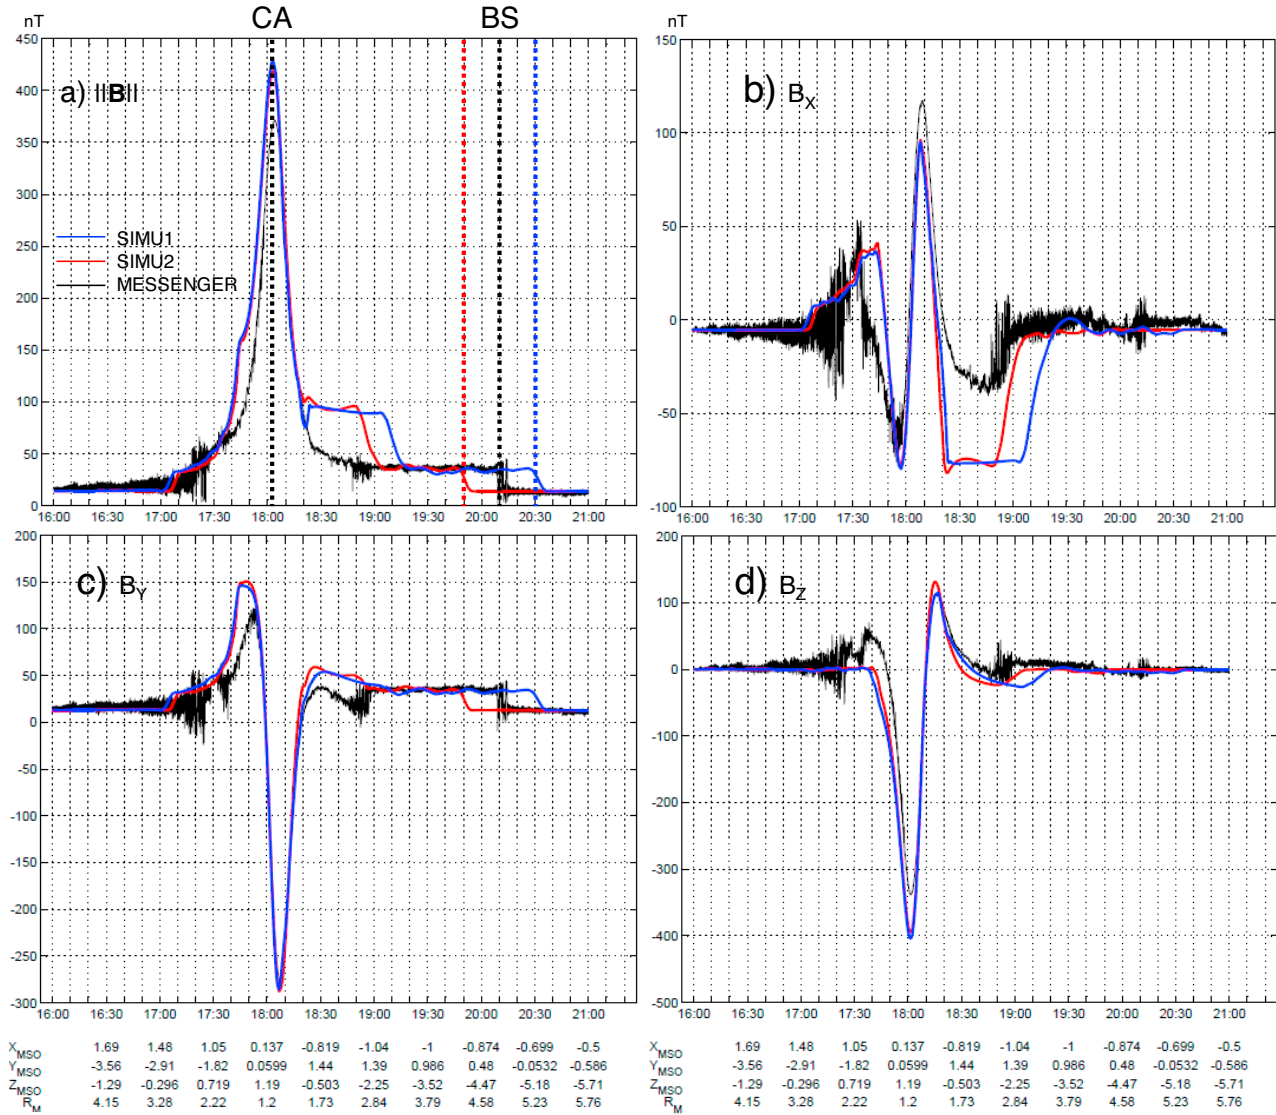 CA BS
nT nT
a) ||B|| b) BX
450 150
400
350 100
300
250 50
SIMU1
SIMU2
MESSENGER
200 0
150
100 -50
50
0 -100
16:00 16:30 17:00 17:30 18:00 18:30 19:00 19:30 20:00 20:30 21:00 16:00 16:30 17:00 17:30 18:00 18:30 19:00 19:30 20:00 20:30 21:00
c) BY d) BZ
200 200
150 100
100
50 0
0 -100
-50
-100 -200
-150 -300
-200 -400
-250
-300 -500
16:00 16:30 17:00 17:30 18:00 18:30 19:00 19:30 20:00 20:30 21:00 16:00 16:30 17:00 17:30 18:00 18:30 19:00 19:30 20:00 20:30 21:00
XMSO 1.69 1.48 1.05 0.137 -0.819 -1.04 -1 -0.874 -0.699 -0.5 XMSO 1.69 1.48 1.05 0.137 -0.819 -1.04 -1 -0.874 -0.699 -0.5
YMSO -3.56 -2.91 -1.82 0.0599 1.44 1.39 0.986 0.48 -0.0532 -0.586 YMSO -3.56 -2.91 -1.82 0.0599 1.44 1.39 0.986 0.48 -0.0532 -0.586
ZMSO -1.29 -0.296 0.719 1.19 -0.503 -2.25 -3.52 -4.47 -5.18 -5.71 ZMSO -1.29 -0.296 0.719 1.19 -0.503 -2.25 -3.52 -4.47 -5.18 -5.71
RM 4.15 3.28 2.22 1.2 1.73 2.84 3.79 4.58 5.23 5.76 RM 4.15 3.28 2.22 1.2 1.73 2.84 3.79 4.58 5.23 5.76